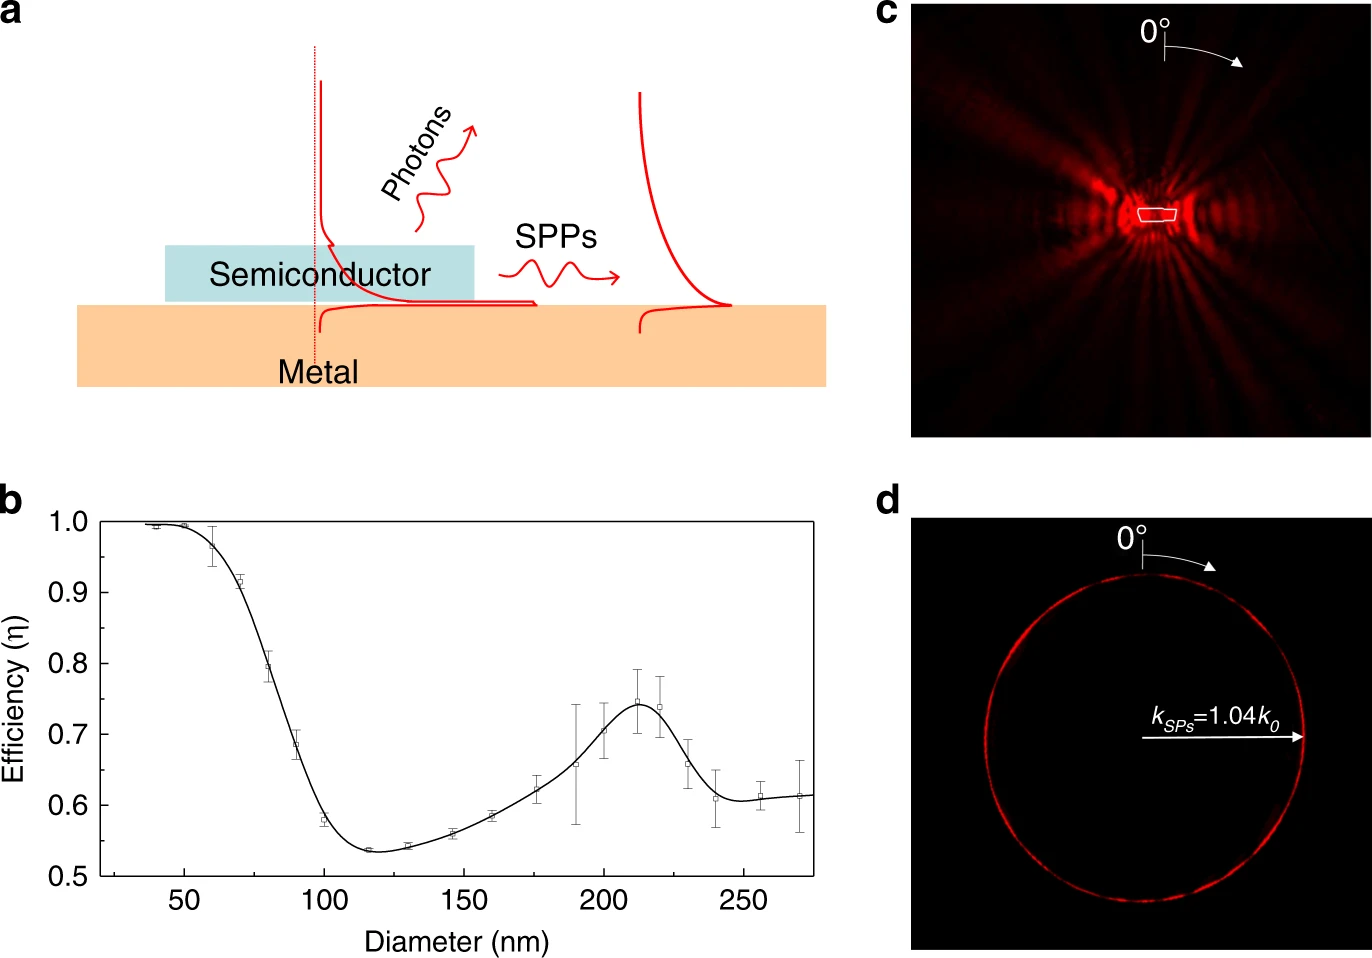 a
Photons
SPPs
Semiconductor
Metal
b
1.0
0.9
0.8
0.7
0.6
0.5
Efficiency (η)
50 100 150 200 250
Diameter (nm)
c
0°
d
0°
kSPs=1.04k0